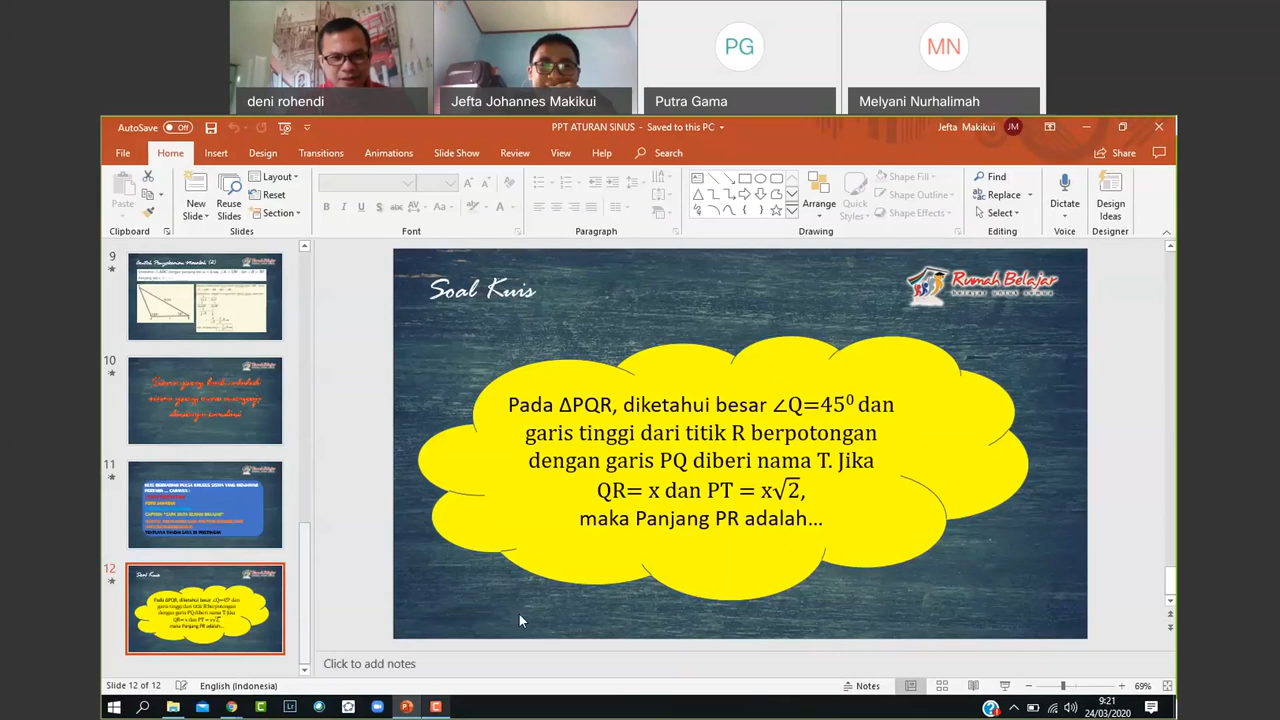 PG
MN
deni rohendi
Jefta Johannes Makikui
Putra Gama
Melyani Nurhalimah
AutoSave Off
PPT ATURAN SINUS - Saved to this PC
Jefta Makikui JM
File Home Insert Design Transitions Animations Slide Show Review View Help Search
Share
Paste
New Slide
Reuse Slides
Layout
Reset
Section
Shape Fill
Shape Outline
Shape Effects
Arrange
Quick Styles
Find
Replace
Select
Dictate
Design Ideas
Clipboard
Slides
Font
Paragraph
Drawing
Editing
Voice
Designer
9
10
11
12
Soal Kuis
Rumah Belajar
belajar untuk semua
Pada ΔPQR, diketahui besar ∠Q=45⁰ dan
garis tinggi dari titik R berpotongan
dengan garis PQ diberi nama T. Jika
QR= x dan PT = x√2,
maka Panjang PR adalah...
Click to add notes
Slide 12 of 12
English (Indonesia)
Notes
69%
9:21
24/03/2020